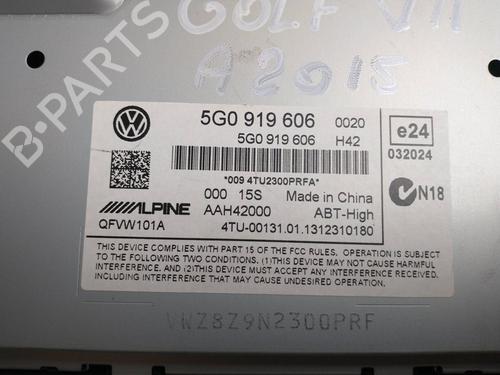 GOLF VII
A2015
B-PARTS
5G0 919 606 0020
5G0 919 606 H42
e24
032024
*009 4TU2300PRFA*
000 15S Made in China
ALPINE AAH42000 ABT-High
N18
QFVW101A 4TU-00131.01.1312310180
THIS DEVICE COMPLIES WITH PART 15 OF THE FCC RULES. OPERATION IS SUBJECT
TO THE FOLLOWING TWO CONDITIONS. (1)THIS DEVICE MAY NOT CAUSE HARMFUL
INTERFERENCE. AND (2)THIS DEVICE MUST ACCEPT ANY INTERFERENCE RECEIVED.
INCLUDING INTERFERENCE THAT MAY CAUSE UNDESIRED OPERATION.
VWZ8Z9N2300PRF